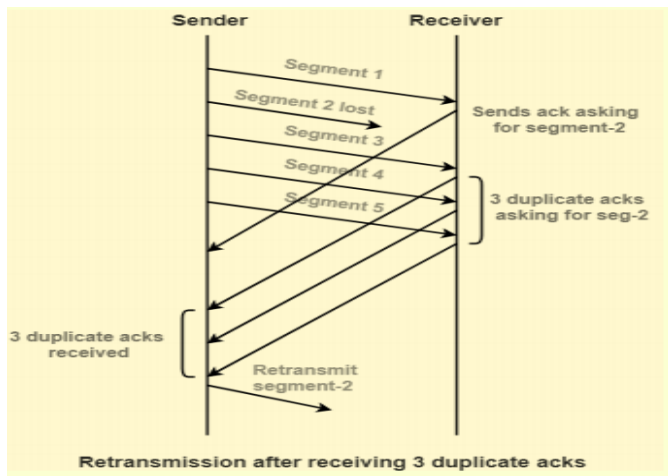 Sender
Receiver
Segment 1
Segment 2 lost
Sends ack asking
for segment-2
Segment 3
Segment 4
Segment 5
3 duplicate acks
asking for seg-2
3 duplicate acks
received
Retransmit
segment-2
Retransmission after receiving 3 duplicate acks